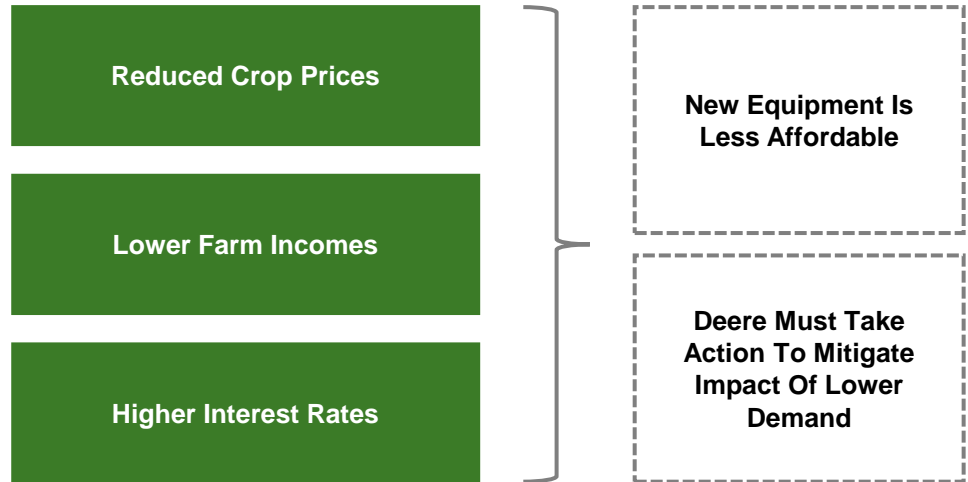 Reduced Crop Prices
Lower Farm Incomes
Higher Interest Rates
New Equipment Is
Less Affordable
Deere Must Take
Action To Mitigate
Impact Of Lower
Demand